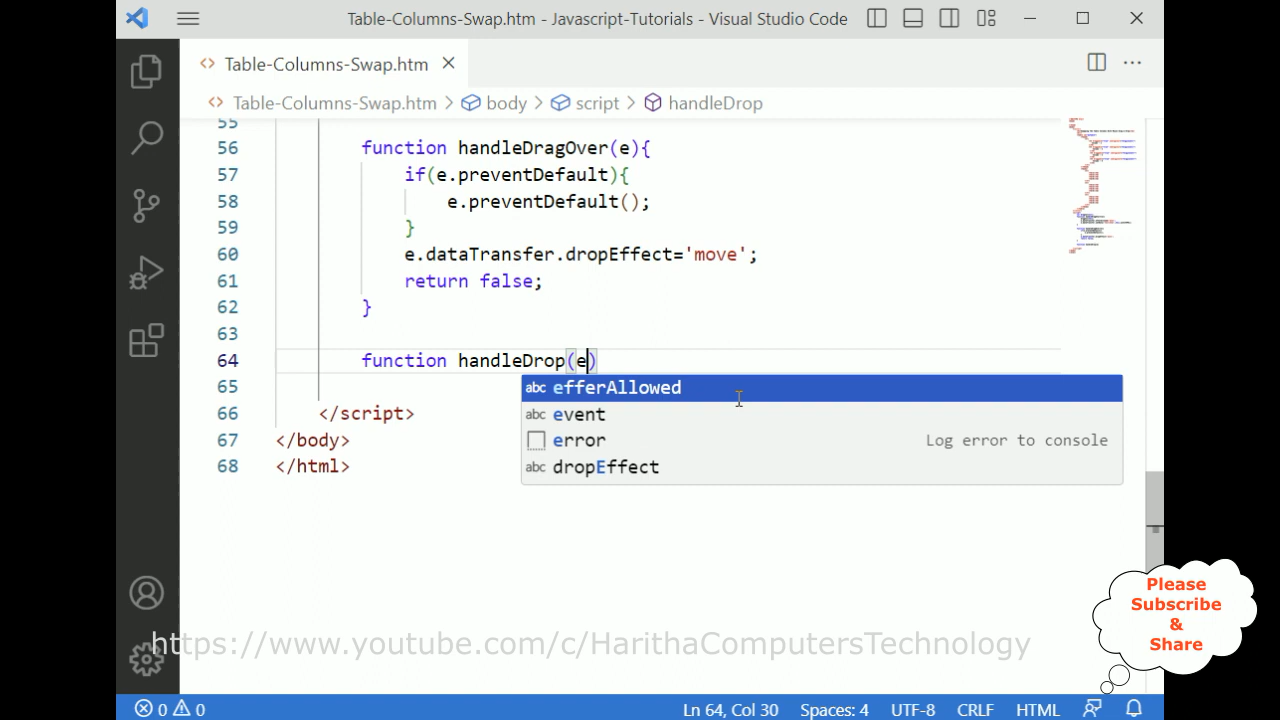 Table-Columns-Swap.htm - Javascript-Tutorials - Visual Studio Code
Table-Columns-Swap.htm
Table-Columns-Swap.htm > body > script > handleDrop
55
56 function handleDragOver(e){
57 if(e.preventDefault){
58 e.preventDefault();
59 }
60 e.dataTransfer.dropEffect='move';
61 return false;
62 }
63
64 function handleDrop(e)
65
66 </script>
67 </body>
68 </html>
abc efferAllowed
abc event
error Log error to console
abc dropEffect
Please
Subscribe
&
Share
https://www.youtube.com/c/HarithaComputersTechnology
0 0 Ln 64, Col 30 Spaces: 4 UTF-8 CRLF HTML